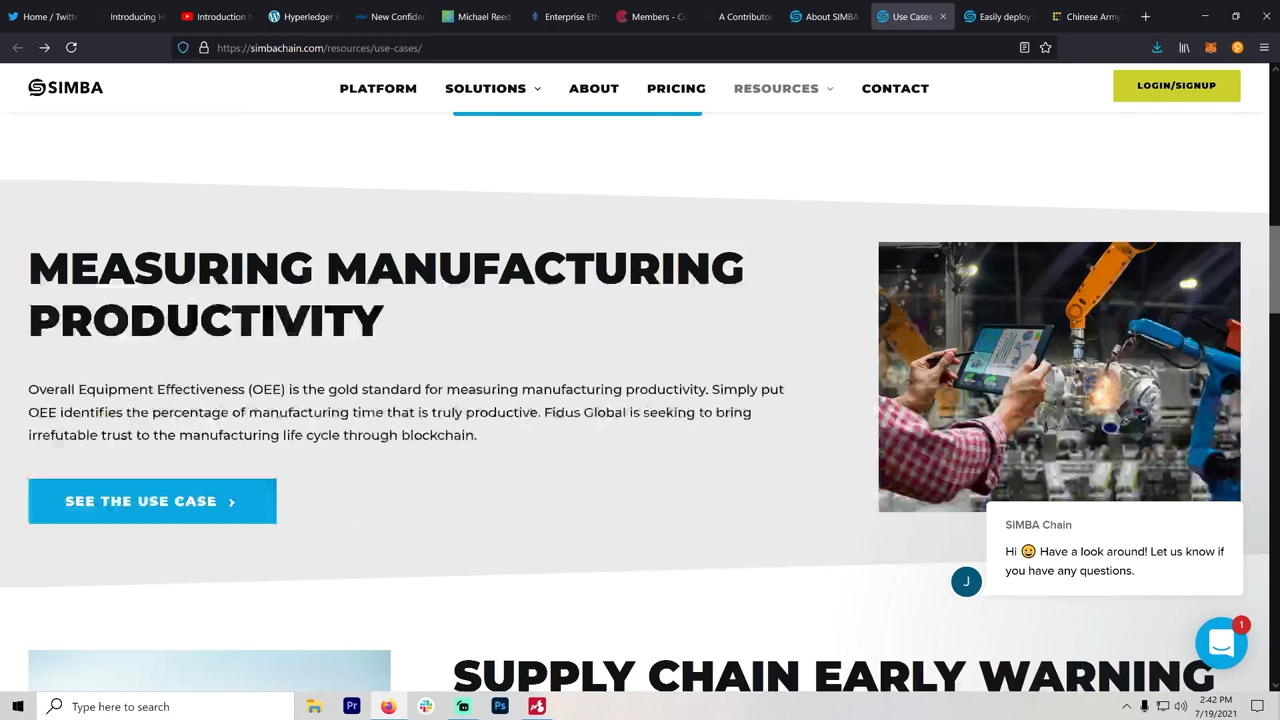 Home / Twitt
Introducing H
Introduction t
Hyperledger A
New Confider
Michael Reed
Enterprise Eth
Members - Co
A Contributor
About SIMBA
Use Cases
Easily deploy
Chinese Army
https://simbachain.com/resources/use-cases/
SIMBA
PLATFORM
SOLUTIONS
ABOUT
PRICING
RESOURCES
CONTACT
LOGIN/SIGNUP
MEASURING MANUFACTURING
PRODUCTIVITY
Overall Equipment Effectiveness (OEE) is the gold standard for measuring manufacturing productivity. Simply put
OEE identifies the percentage of manufacturing time that is truly productive. Fidus Global is seeking to bring
irrefutable trust to the manufacturing life cycle through blockchain.
SEE THE USE CASE
SIMBA Chain
Hi 😀 Have a look around! Let us know if
you have any questions.
J
1
SUPPLY CHAIN EARLY WARNING
Type here to search
Pr
Ps
2:42 PM
7/19/2021